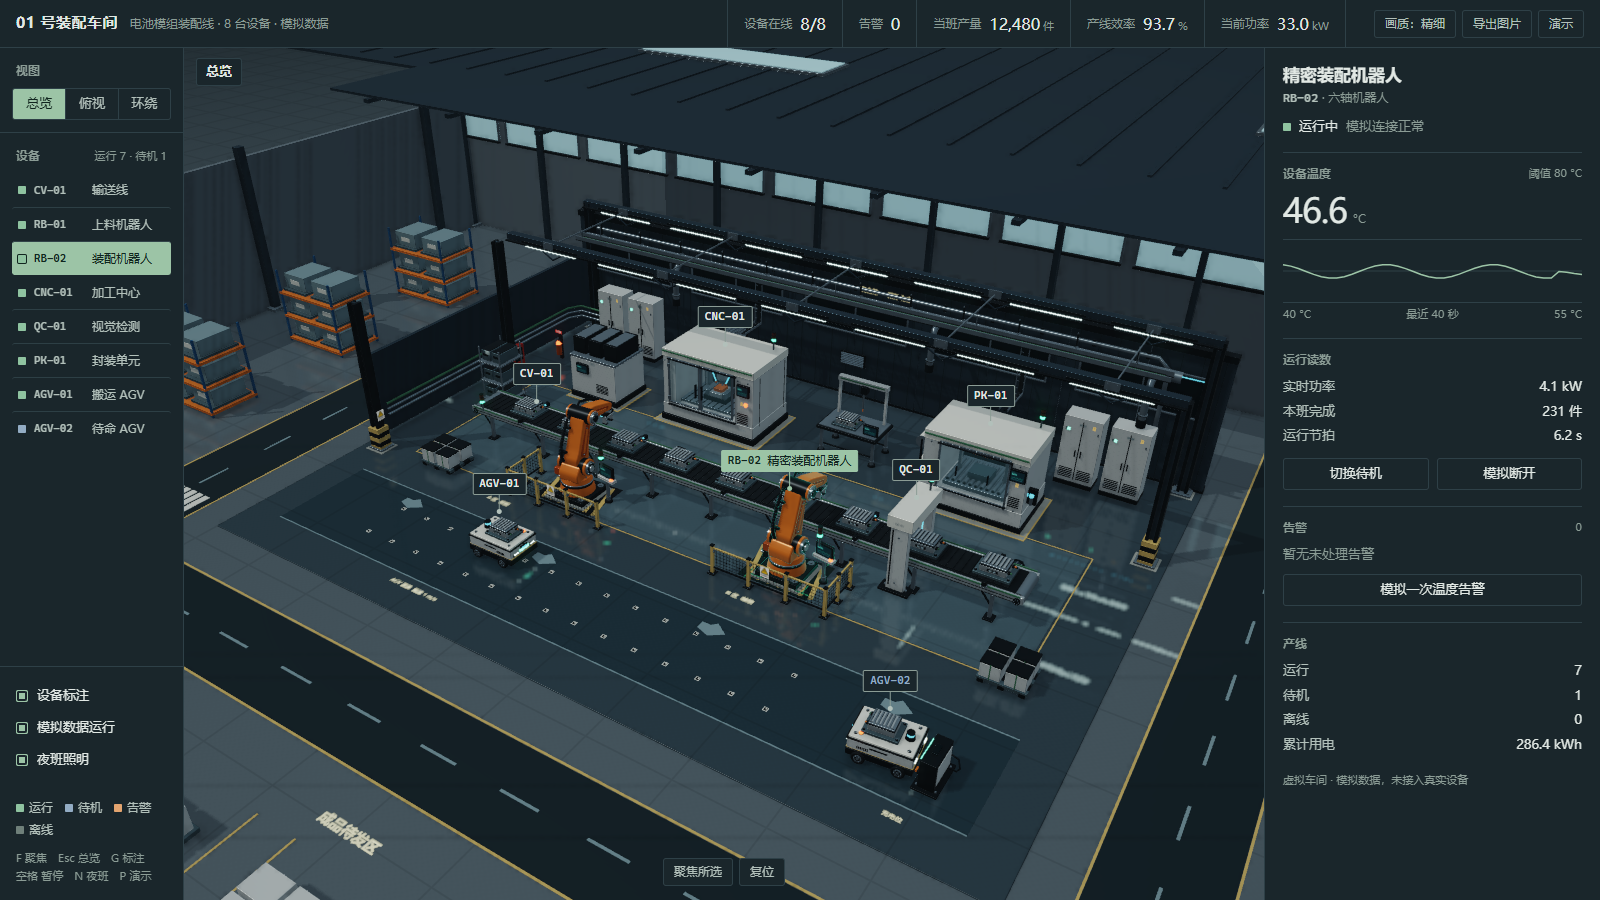 01 号装配车间 电池模组装配线 · 8 台设备 · 模拟数据
设备在线 8/8
告警 0
当班产量 12,480 件
产线效率 93.7 %
当前功率 33.0 kW
画质：精细
导出图片
演示
视图
总览 俯视 环绕
设备 运行 7 · 待机 1
CV-01 输送线
RB-01 上料机器人
RB-02 装配机器人
CNC-01 加工中心
QC-01 视觉检测
PK-01 封装单元
AGV-01 搬运 AGV
AGV-02 待命 AGV
设备标注
模拟数据运行
夜班照明
运行 待机 告警
离线
F 聚焦 Esc 总览 G 标注
空格 暂停 N 夜班 P 演示
总览
CNC-01
CV-01
PK-01
RB-02 精密装配机器人
QC-01
AGV-01
AGV-02
成品待发区
聚焦所选
复位
精密装配机器人
RB-02 · 六轴机器人
运行中 模拟连接正常
设备温度 阈值 80 °C
46.6 °C
40 °C 最近 40 秒 55 °C
运行读数
实时功率 4.1 kW
本班完成 231 件
运行节拍 6.2 s
切换待机 模拟断开
告警 0
暂无未处理告警
模拟一次温度告警
产线
运行 7
待机 1
离线 0
累计用电 286.4 kWh
虚拟车间 · 模拟数据，未接入真实设备